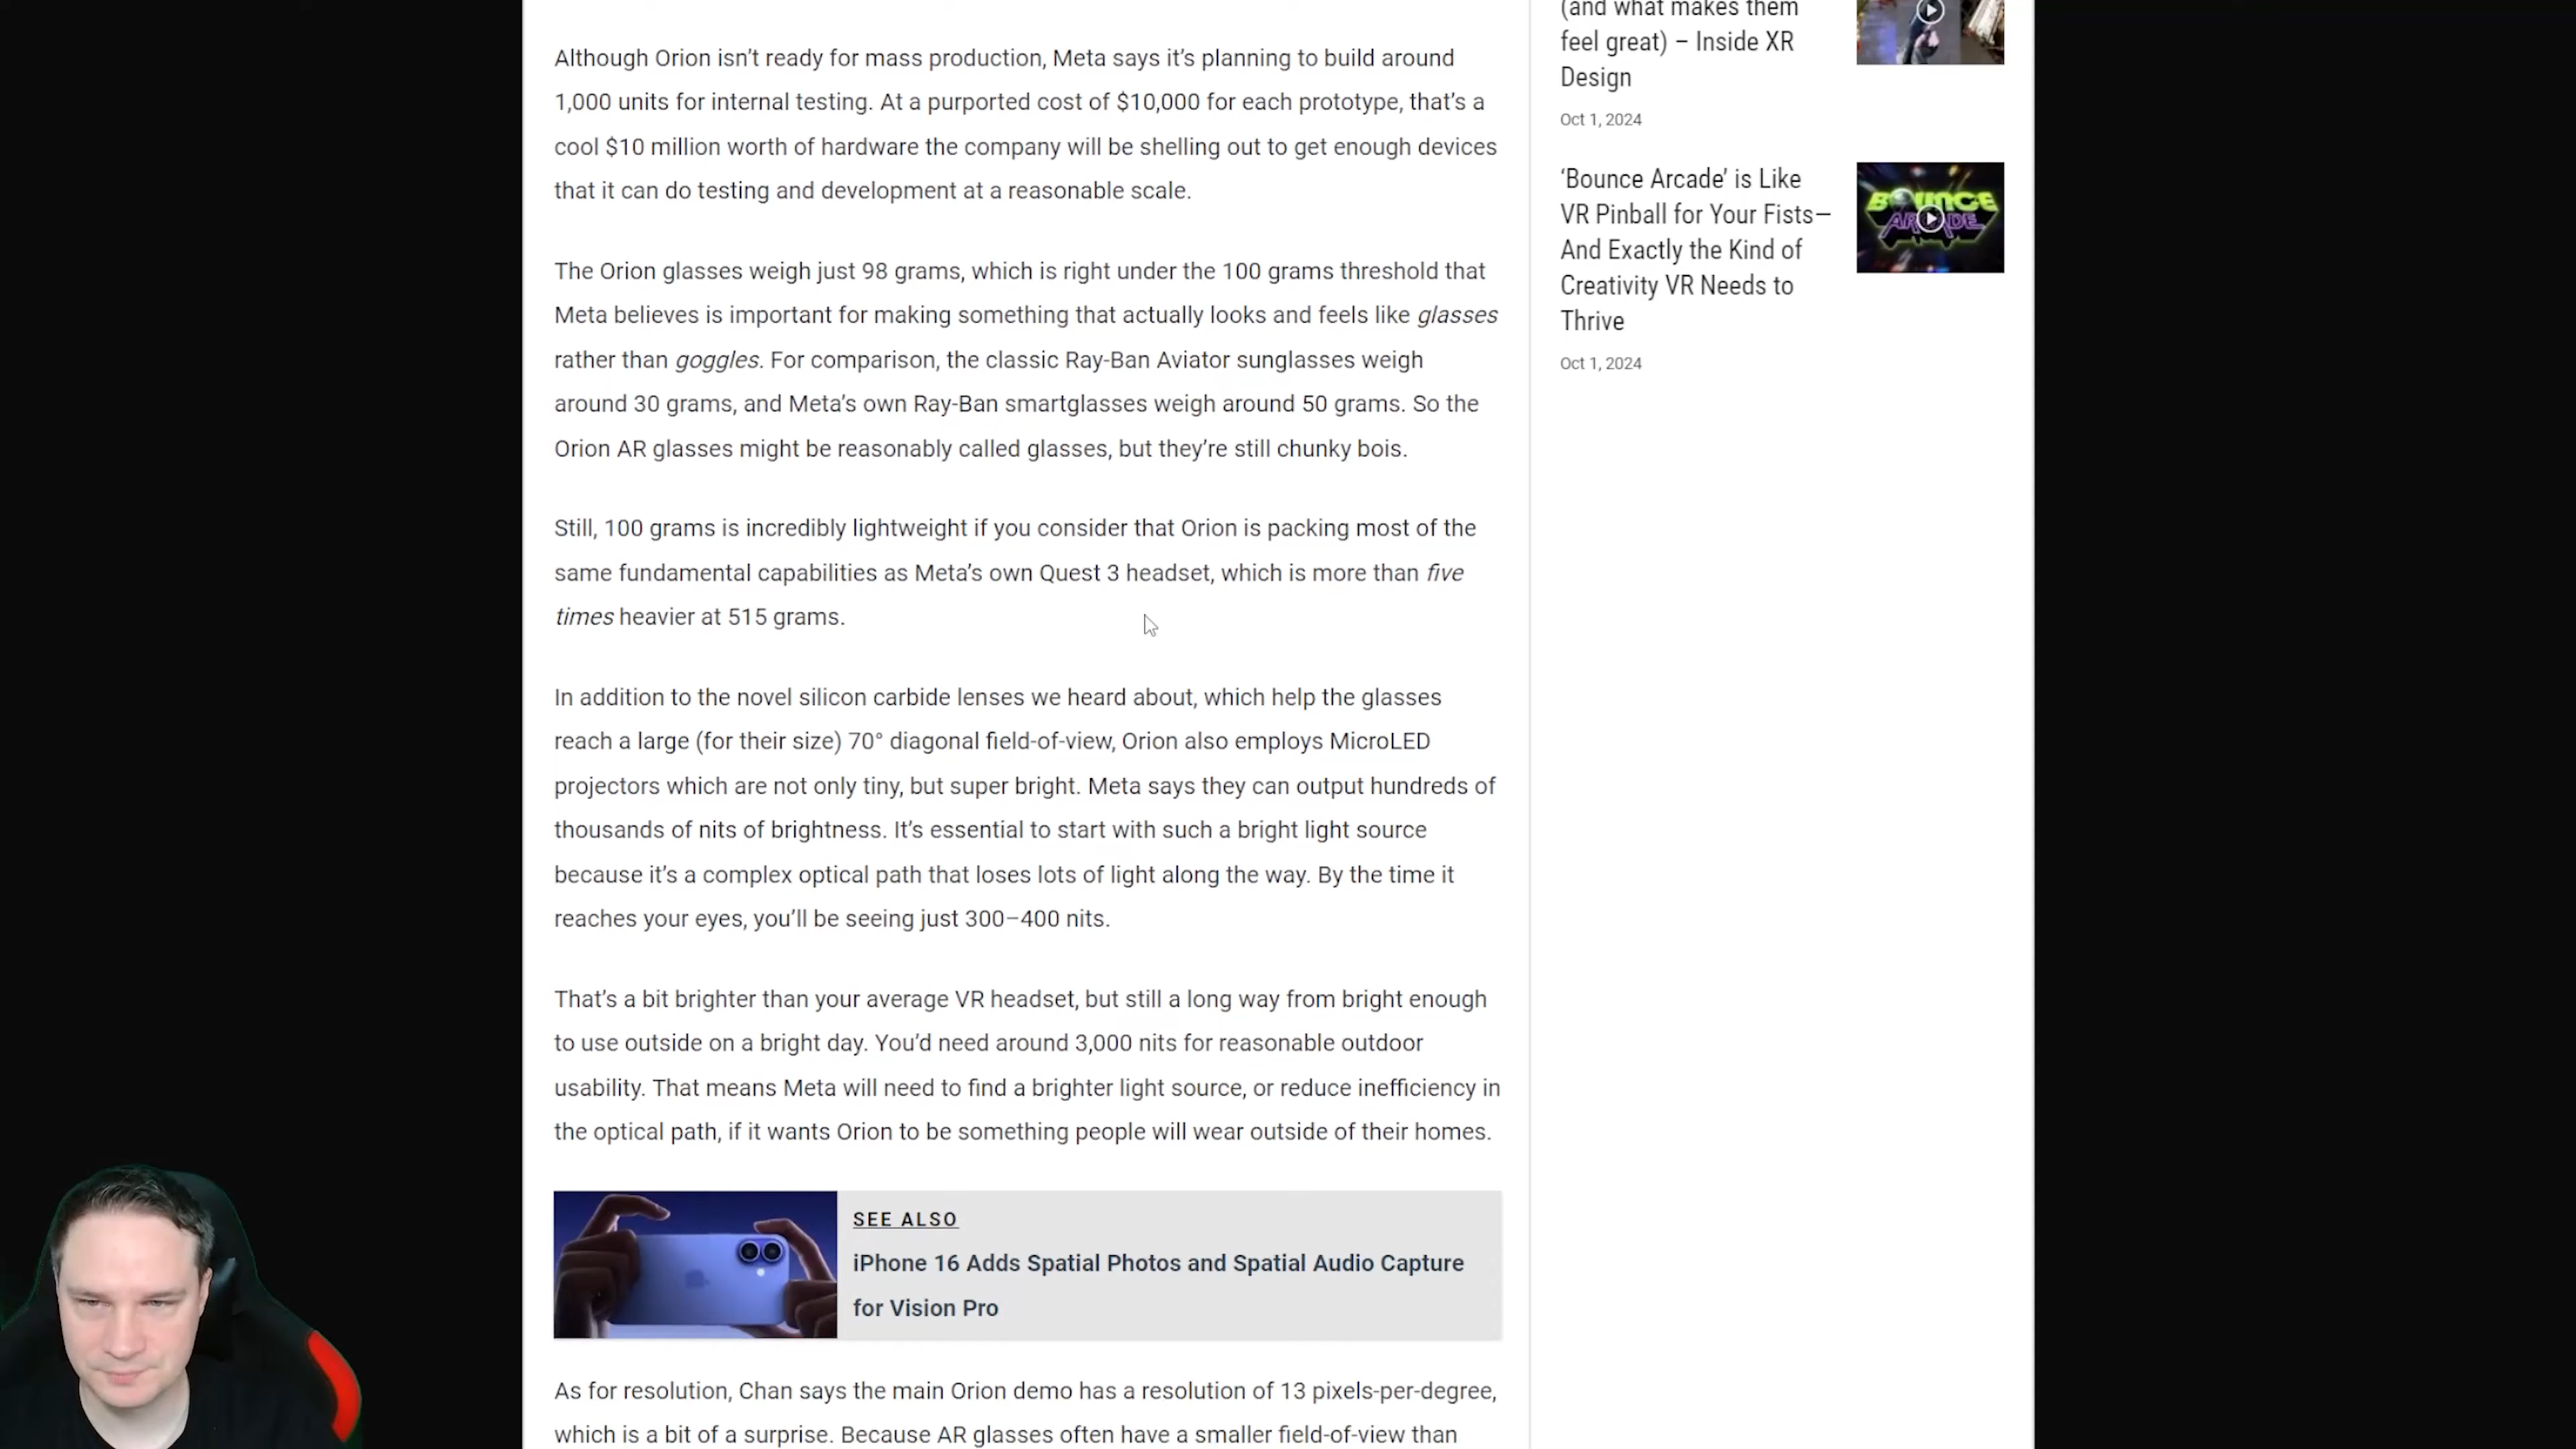 Although Orion isn’t ready for mass production, Meta says it’s planning to build around
1,000 units for internal testing. At a purported cost of $10,000 for each prototype, that’s a
cool $10 million worth of hardware the company will be shelling out to get enough devices
that it can do testing and development at a reasonable scale.
The Orion glasses weigh just 98 grams, which is right under the 100 grams threshold that
Meta believes is important for making something that actually looks and feels like glasses
rather than goggles. For comparison, the classic Ray-Ban Aviator sunglasses weigh
around 30 grams, and Meta’s own Ray-Ban smartglasses weigh around 50 grams. So the
Orion AR glasses might be reasonably called glasses, but they’re still chunky bois.
Still, 100 grams is incredibly lightweight if you consider that Orion is packing most of the
same fundamental capabilities as Meta’s own Quest 3 headset, which is more than five
times heavier at 515 grams.
In addition to the novel silicon carbide lenses we heard about, which help the glasses
reach a large (for their size) 70° diagonal field-of-view, Orion also employs MicroLED
projectors which are not only tiny, but super bright. Meta says they can output hundreds of
thousands of nits of brightness. It’s essential to start with such a bright light source
because it’s a complex optical path that loses lots of light along the way. By the time it
reaches your eyes, you’ll be seeing just 300–400 nits.
That’s a bit brighter than your average VR headset, but still a long way from bright enough
to use outside on a bright day. You’d need around 3,000 nits for reasonable outdoor
usability. That means Meta will need to find a brighter light source, or reduce inefficiency in
the optical path, if it wants Orion to be something people will wear outside of their homes.
SEE ALSO
iPhone 16 Adds Spatial Photos and Spatial Audio Capture
for Vision Pro
As for resolution, Chan says the main Orion demo has a resolution of 13 pixels-per-degree,
which is a bit of a surprise. Because AR glasses often have a smaller field-of-view than
(and what makes them
feel great) – Inside XR
Design
Oct 1, 2024
‘Bounce Arcade’ is Like
VR Pinball for Your Fists—
And Exactly the Kind of
Creativity VR Needs to
Thrive
Oct 1, 2024
BOUNCE
ARCADE